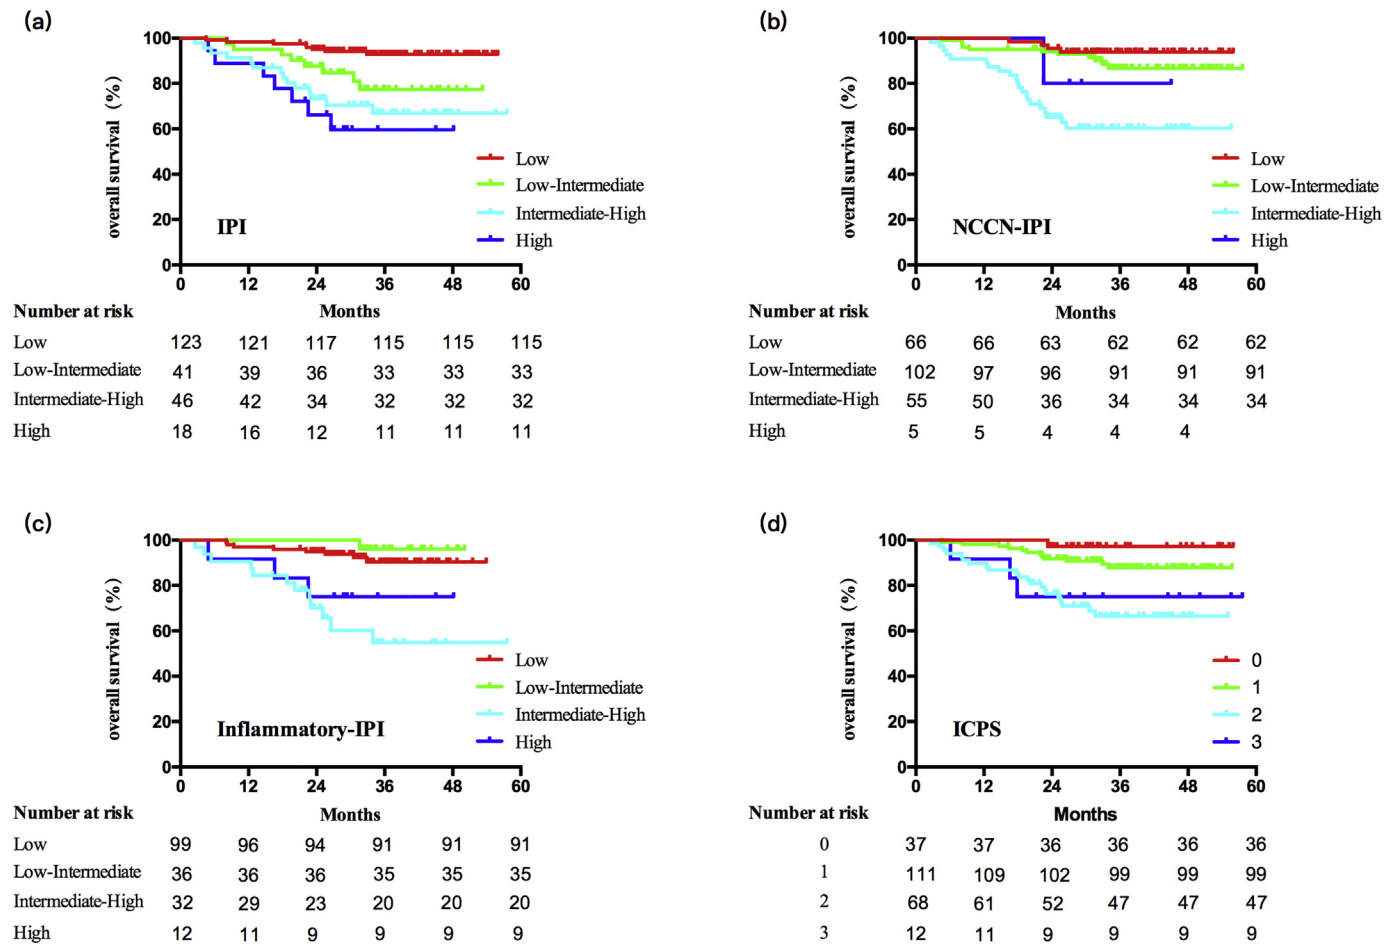 (a)
100
80
60
40
20
0
overall survival (%)
IPI
Low
Low-Intermediate
Intermediate-High
High
0 12 24 36 48 60
Number at risk Months
Low 123 121 117 115 115 115
Low-Intermediate 41 39 36 33 33 33
Intermediate-High 46 42 34 32 32 32
High 18 16 12 11 11 11
(b)
100
80
60
40
20
0
overall survival (%)
NCCN-IPI
Low
Low-Intermediate
Intermediate-High
High
0 12 24 36 48 60
Number at risk Months
Low 66 66 63 62 62 62
Low-Intermediate 102 97 96 91 91 91
Intermediate-High 55 50 36 34 34 34
High 5 5 4 4 4
(c)
100
80
60
40
20
0
overall survival (%)
Inflammatory-IPI
Low
Low-Intermediate
Intermediate-High
High
0 12 24 36 48 60
Number at risk Months
Low 99 96 94 91 91 91
Low-Intermediate 36 36 36 35 35 35
Intermediate-High 32 29 23 20 20 20
High 12 11 9 9 9 9
(d)
100
80
60
40
20
0
overall survival (%)
ICPS
0
1
2
3
0 12 24 36 48 60
Number at risk Months
0 37 37 36 36 36 36
1 111 109 102 99 99 99
2 68 61 52 47 47 47
3 12 11 9 9 9 9